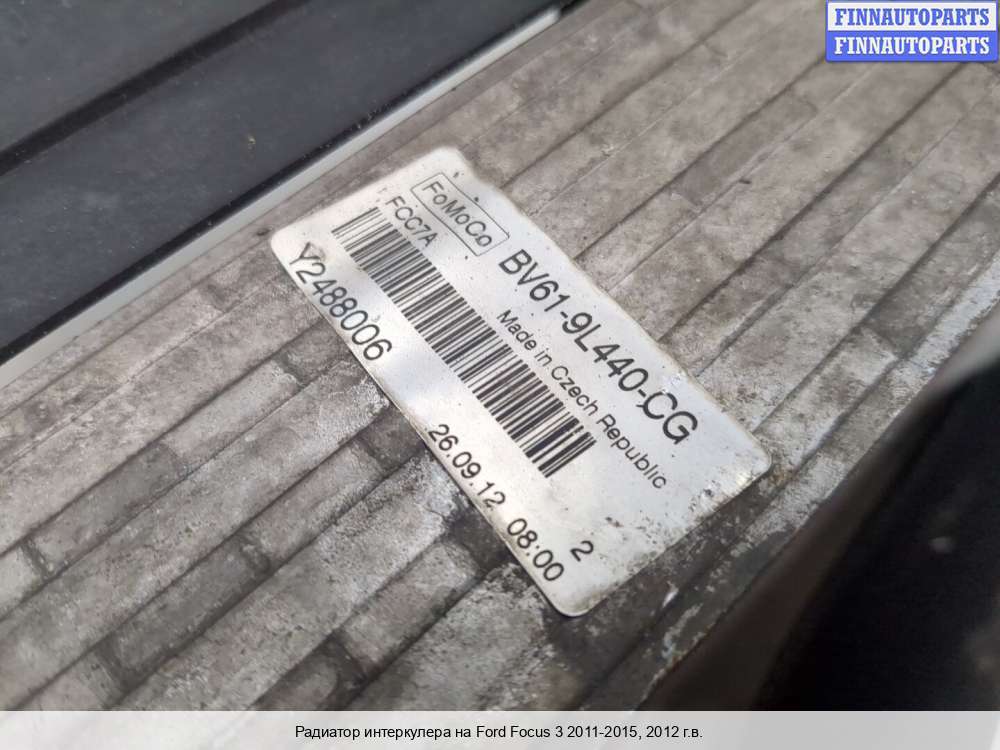 FINNAUTOPARTS
FINNAUTOPARTS
FoMoCo
BV61-9L440-CG
FCC7A
Made in Czech Republic
Y2488006
26.09.12 08:00
2
Радиатор интеркулера на Ford Focus 3 2011-2015, 2012 г.в.